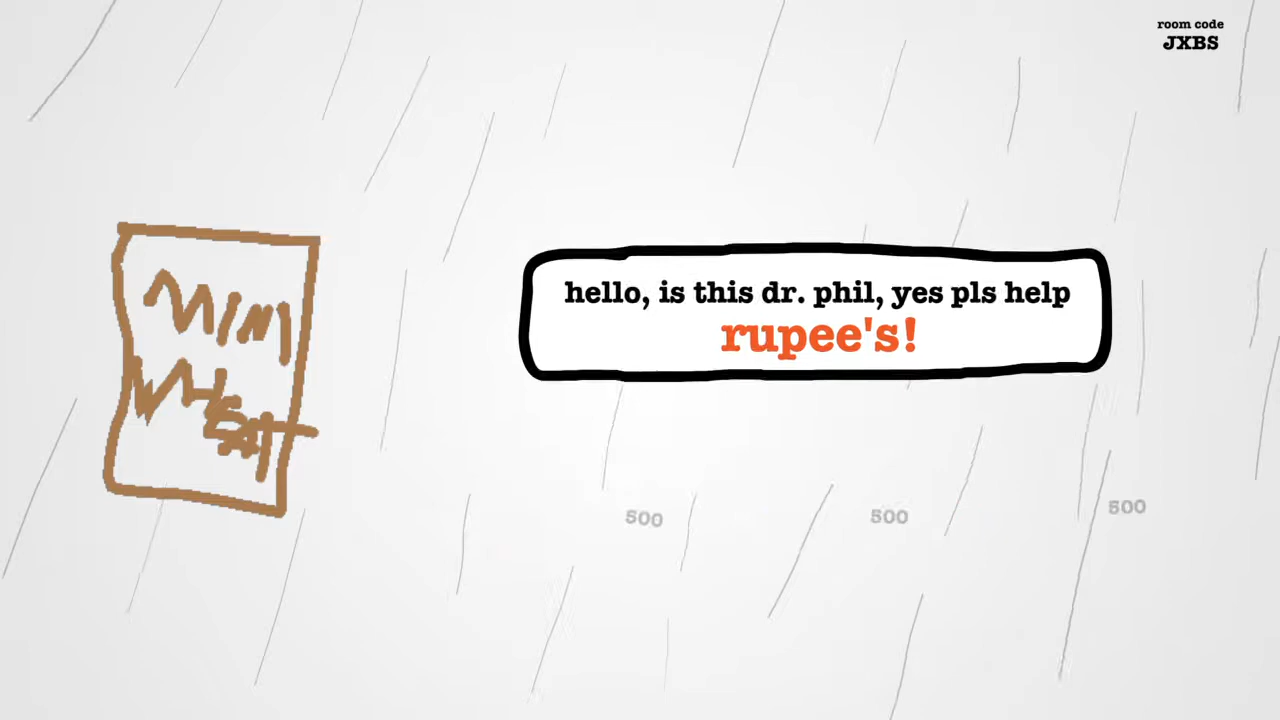 room code
JXBS
MINI
WHEAT
hello, is this dr. phil, yes pls help
rupee's!
500 500 500